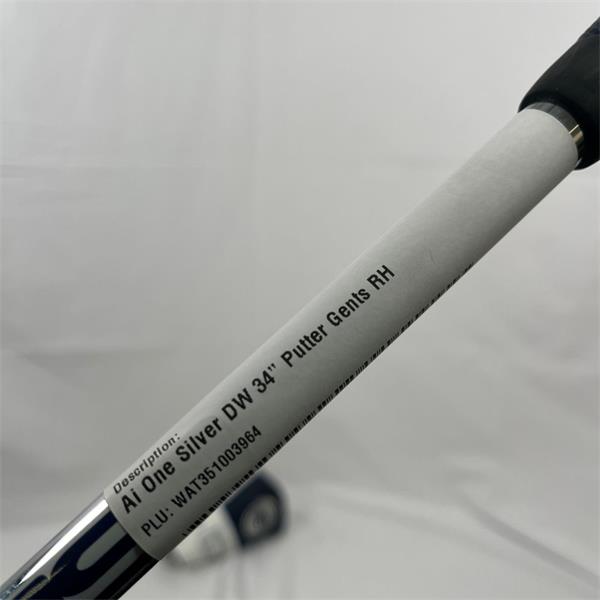 Description:
Ai One Silver DW 34" Putter Gents RH
PLU: WAT351003964